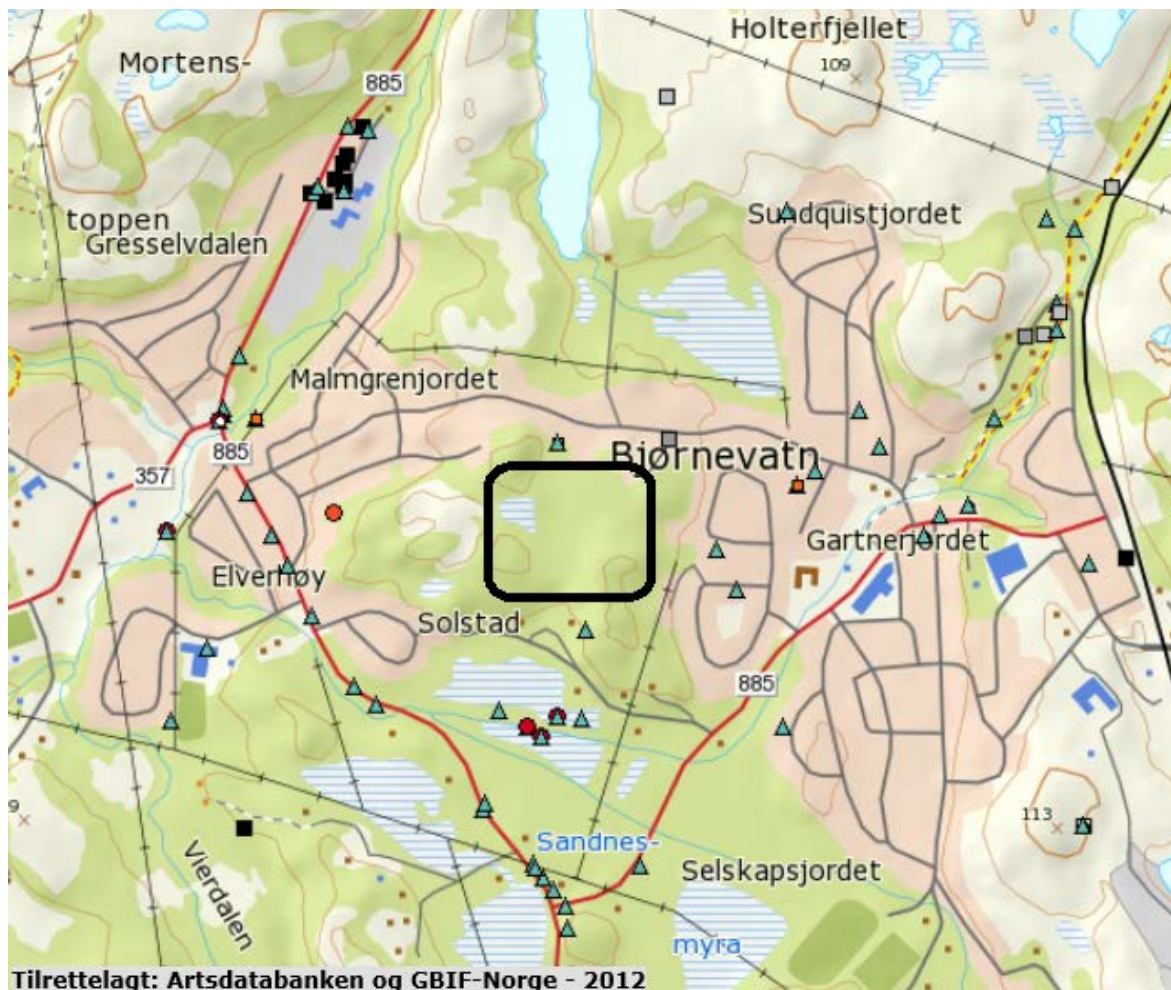 Holterfjellet
109
Mortens-
885
toppen
Gresselvdalen
Sundquistjordet
Malmgrenjordet
885
357
Bjørnevatn
Gartnerjordet
Elverhøy
Solstad
885
9
113
Sandnes-
Selskapsjordet
Vierdalen
myra
Tilrettelagt: Artsdatabanken og GBIF-Norge - 2012